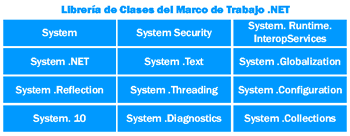 Librería de Clases del Marco de Trabajo .NET
System
System Security
System. Runtime.
InteropServices
System .NET
System .Text
System .Globalization
System .Reflection
System .Threading
System .Configuration
System. 10
System .Diagnostics
System .Collections